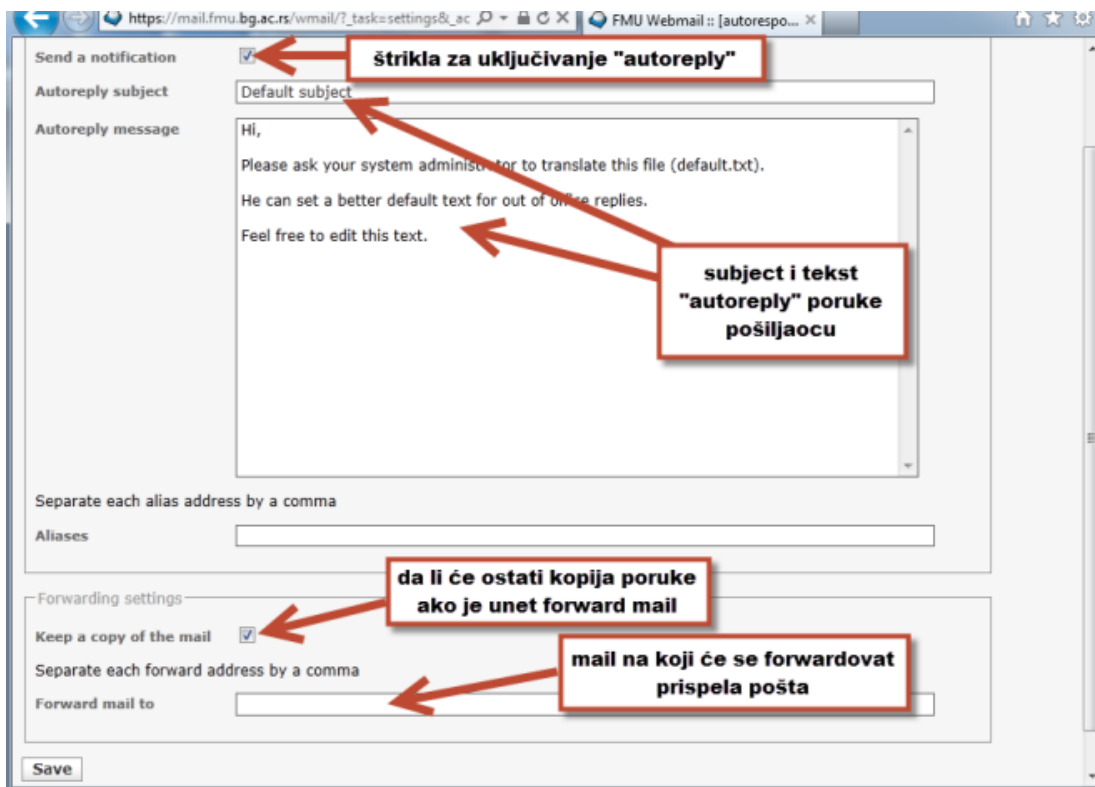 https://mail.fmu.bg.ac.rs/wmail/?_task=settings&_ac
FMU Webmail :: [autorespo...
Send a notification
štrikla za uključivanje "autoreply"
Autoreply subject
Default subject
Autoreply message
Hi,
Please ask your system administrator to translate this file (default.txt).
He can set a better default text for out of office replies.
Feel free to edit this text.
subject i tekst
"autoreply" poruke
pošiljaocu
Separate each alias address by a comma
Aliases
da li će ostati kopija poruke
ako je unet forward mail
Forwarding settings
Keep a copy of the mail
Separate each forward address by a comma
mail na koji će se forwardovat
prispela pošta
Forward mail to
Save